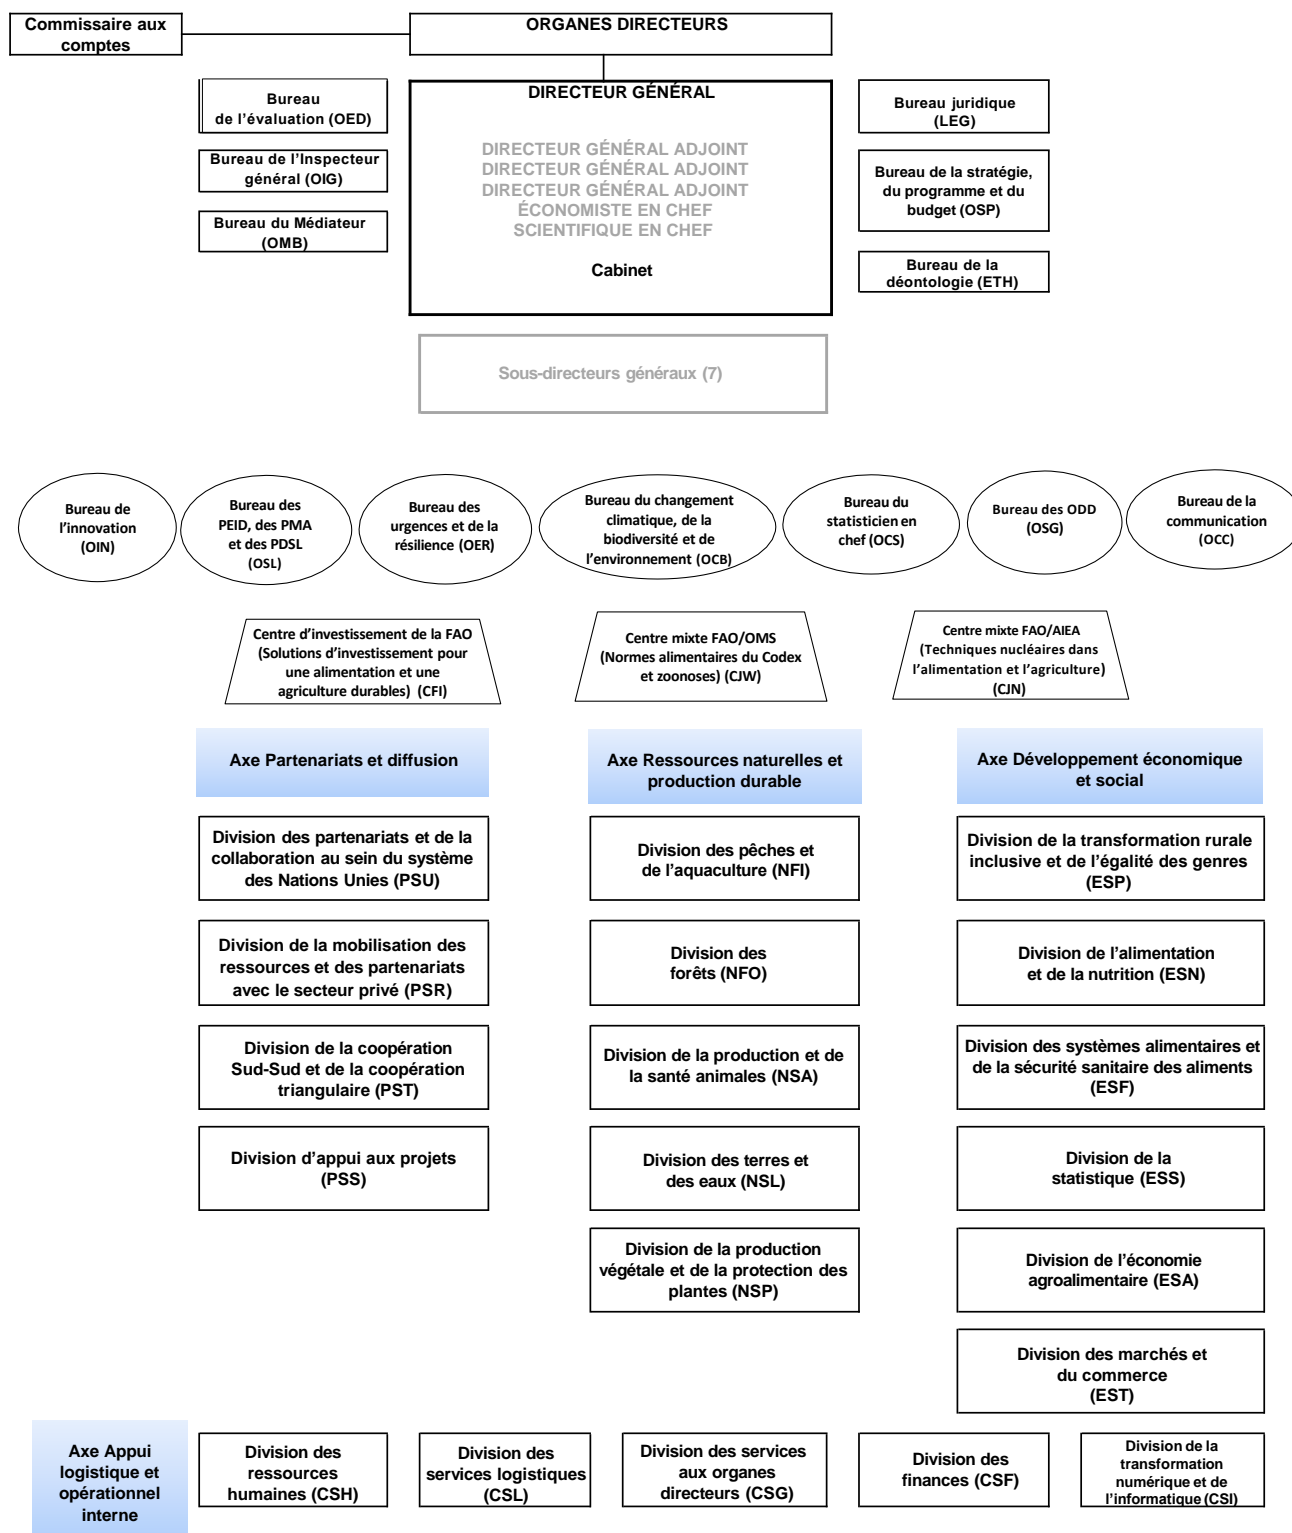 Commissaire aux
comptes
ORGANES DIRECTEURS
Bureau
de l’évaluation (OED)
Bureau de l’Inspecteur
général (OIG)
Bureau du Médiateur
(OMB)
DIRECTEUR GÉNÉRAL
DIRECTEUR GÉNÉRAL ADJOINT
DIRECTEUR GÉNÉRAL ADJOINT
DIRECTEUR GÉNÉRAL ADJOINT
ÉCONOMISTE EN CHEF
SCIENTIFIQUE EN CHEF
Cabinet
Bureau juridique
(LEG)
Bureau de la stratégie,
du programme et du
budget (OSP)
Bureau de la
déontologie (ETH)
Sous-directeurs généraux (7)
Bureau de
l’innovation
(OIN)
Bureau des
PEID, des PMA
et des PDSL
(OSL)
Bureau des
urgences et de la
résilience (OER)
Bureau du changement
climatique, de la
biodiversité et de
l’environnement (OCB)
Bureau du
statisticien en
chef (OCS)
Bureau des ODD
(OSG)
Bureau de la
communication
(OCC)
Centre d’investissement de la FAO
(Solutions d’investissement pour
une alimentation et une
agriculture durables) (CFI)
Centre mixte FAO/OMS
(Normes alimentaires du Codex
et zoonoses) (CJW)
Centre mixte FAO/AIEA
(Techniques nucléaires dans
l’alimentation et l’agriculture)
(CJN)
Axe Partenariats et diffusion
Axe Ressources naturelles et
production durable
Axe Développement économique
et social
Division des partenariats et de la
collaboration au sein du système
des Nations Unies (PSU)
Division des pêches et
de l’aquaculture (NFI)
Division de la transformation rurale
inclusive et de l’égalité des genres
(ESP)
Division de la mobilisation des
ressources et des partenariats
avec le secteur privé (PSR)
Division des
forêts (NFO)
Division de l’alimentation
et de la nutrition (ESN)
Division de la coopération
Sud-Sud et de la coopération
triangulaire (PST)
Division de la production et de
la santé animales (NSA)
Division des systèmes alimentaires et
de la sécurité sanitaire des aliments
(ESF)
Division d’appui aux projets
(PSS)
Division des terres et
des eaux (NSL)
Division de la
statistique (ESS)
Division de la production
végétale et de la protection des
plantes (NSP)
Division de l’économie
agroalimentaire (ESA)
Division des marchés et
du commerce
(EST)
Axe Appui
logistique et
opérationnel
interne
Division des
ressources
humaines (CSH)
Division des
services logistiques
(CSL)
Division des services
aux organes
directeurs (CSG)
Division des
finances (CSF)
Division de la
transformation
numérique et de
l’informatique (CSI)